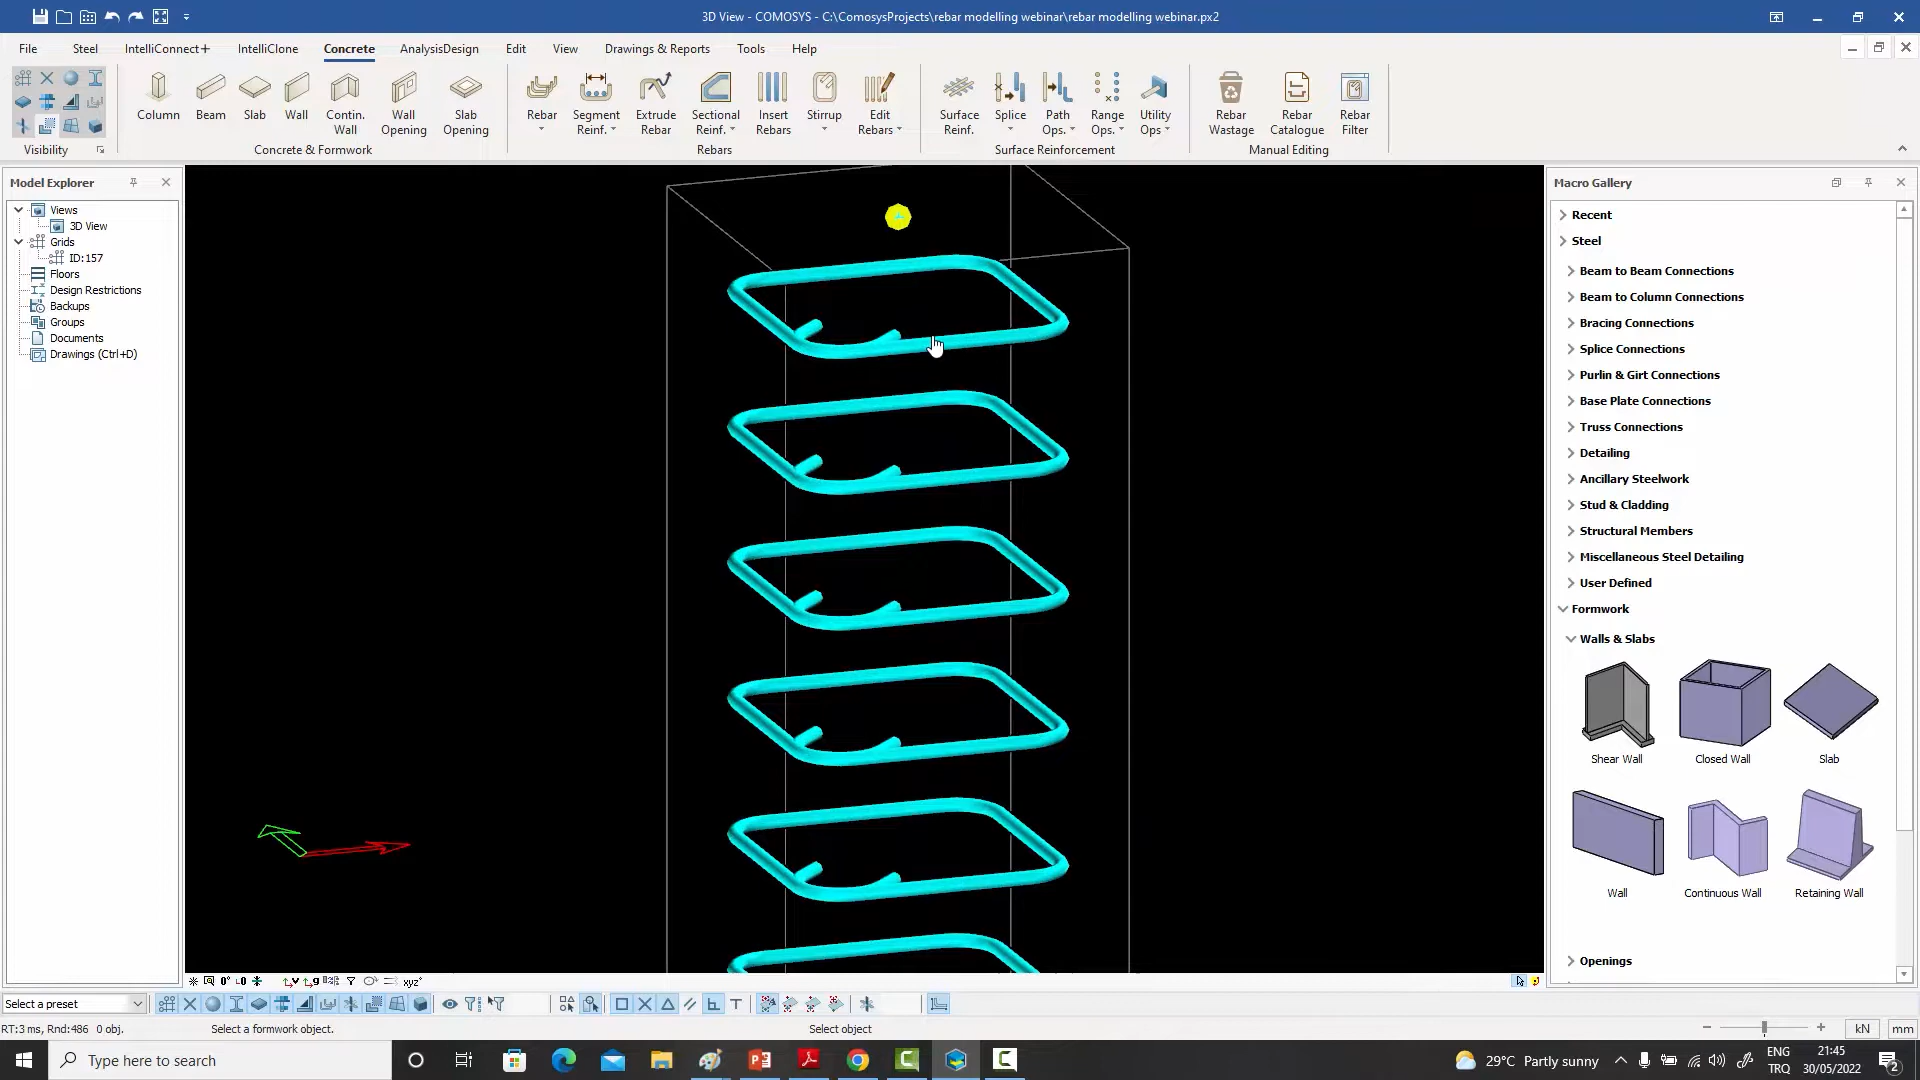 3D View - COMOSYS - C:\ComosysProjects\rebar modelling webinar\rebar modelling webinar.px2
File Steel IntelliConnect+ IntelliClone Concrete AnalysisDesign Edit View Drawings & Reports Tools Help
Column Beam Slab Wall Contin. Wall Wall Opening Slab Opening Rebar Segment Reinf. Extrude Rebar Sectional Reinf. Insert Rebars Stirrup Edit Rebars Surface Reinf. Splice Path Ops. Range Ops. Utility Ops Rebar Wastage Rebar Catalogue Rebar Filter
Visibility Concrete & Formwork Rebars Surface Reinforcement Manual Editing
Model Explorer
Views
3D View
Grids
ID:157
Floors
Design Restrictions
Backups
Groups
Documents
Drawings (Ctrl+D)
Macro Gallery
Recent
Steel
Beam to Beam Connections
Beam to Column Connections
Bracing Connections
Splice Connections
Purlin & Girt Connections
Base Plate Connections
Truss Connections
Detailing
Ancillary Steelwork
Stud & Cladding
Structural Members
Miscellaneous Steel Detailing
User Defined
Formwork
Walls & Slabs
Shear Wall Closed Wall Slab
Wall Continuous Wall Retaining Wall
Openings
xyz
Select a preset
RT:3 ms, Rnd:486 0 obj. Select a formwork object. Select object kN mm
Type here to search
29°C Partly sunny
ENG
TRQ
21:45
30/05/2022
2